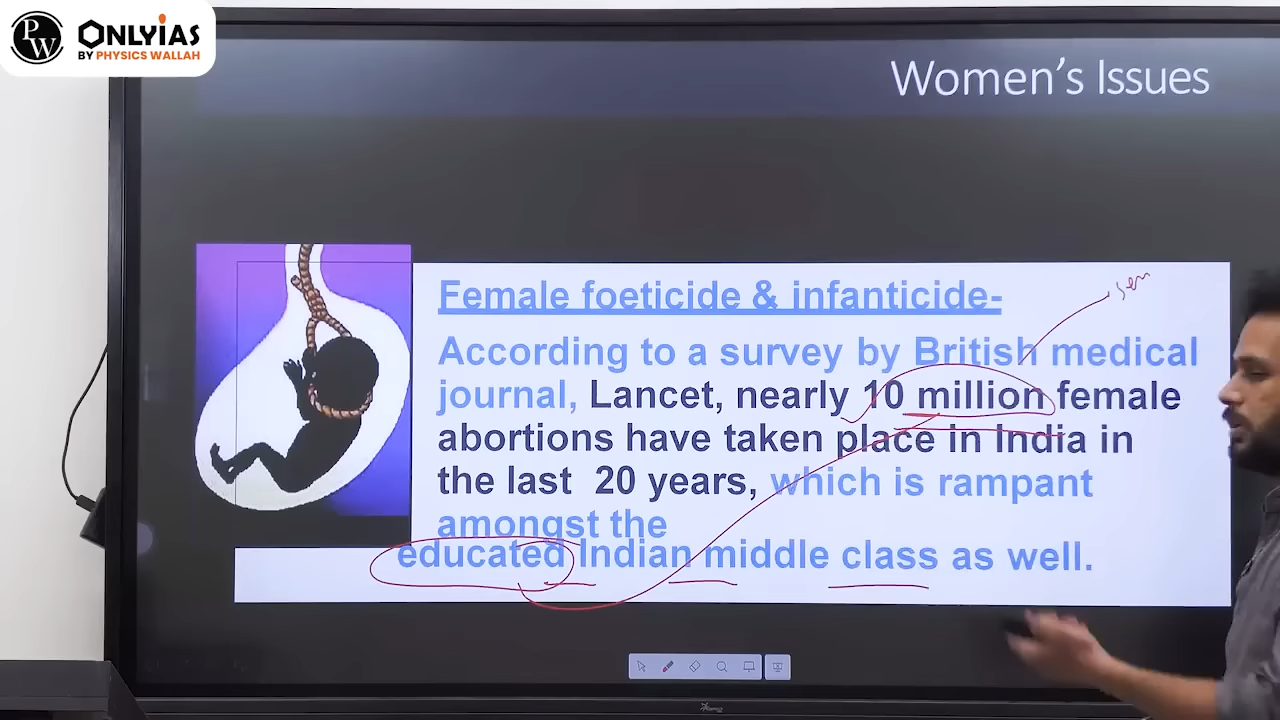 PW
ONLYIAS
BY PHYSICS WALLAH
Women's Issues
Female foeticide & infanticide-
According to a survey by British medical
journal, Lancet, nearly 10 million female
abortions have taken place in India in
the last 20 years, which is rampant
amongst the
educated Indian middle class as well.